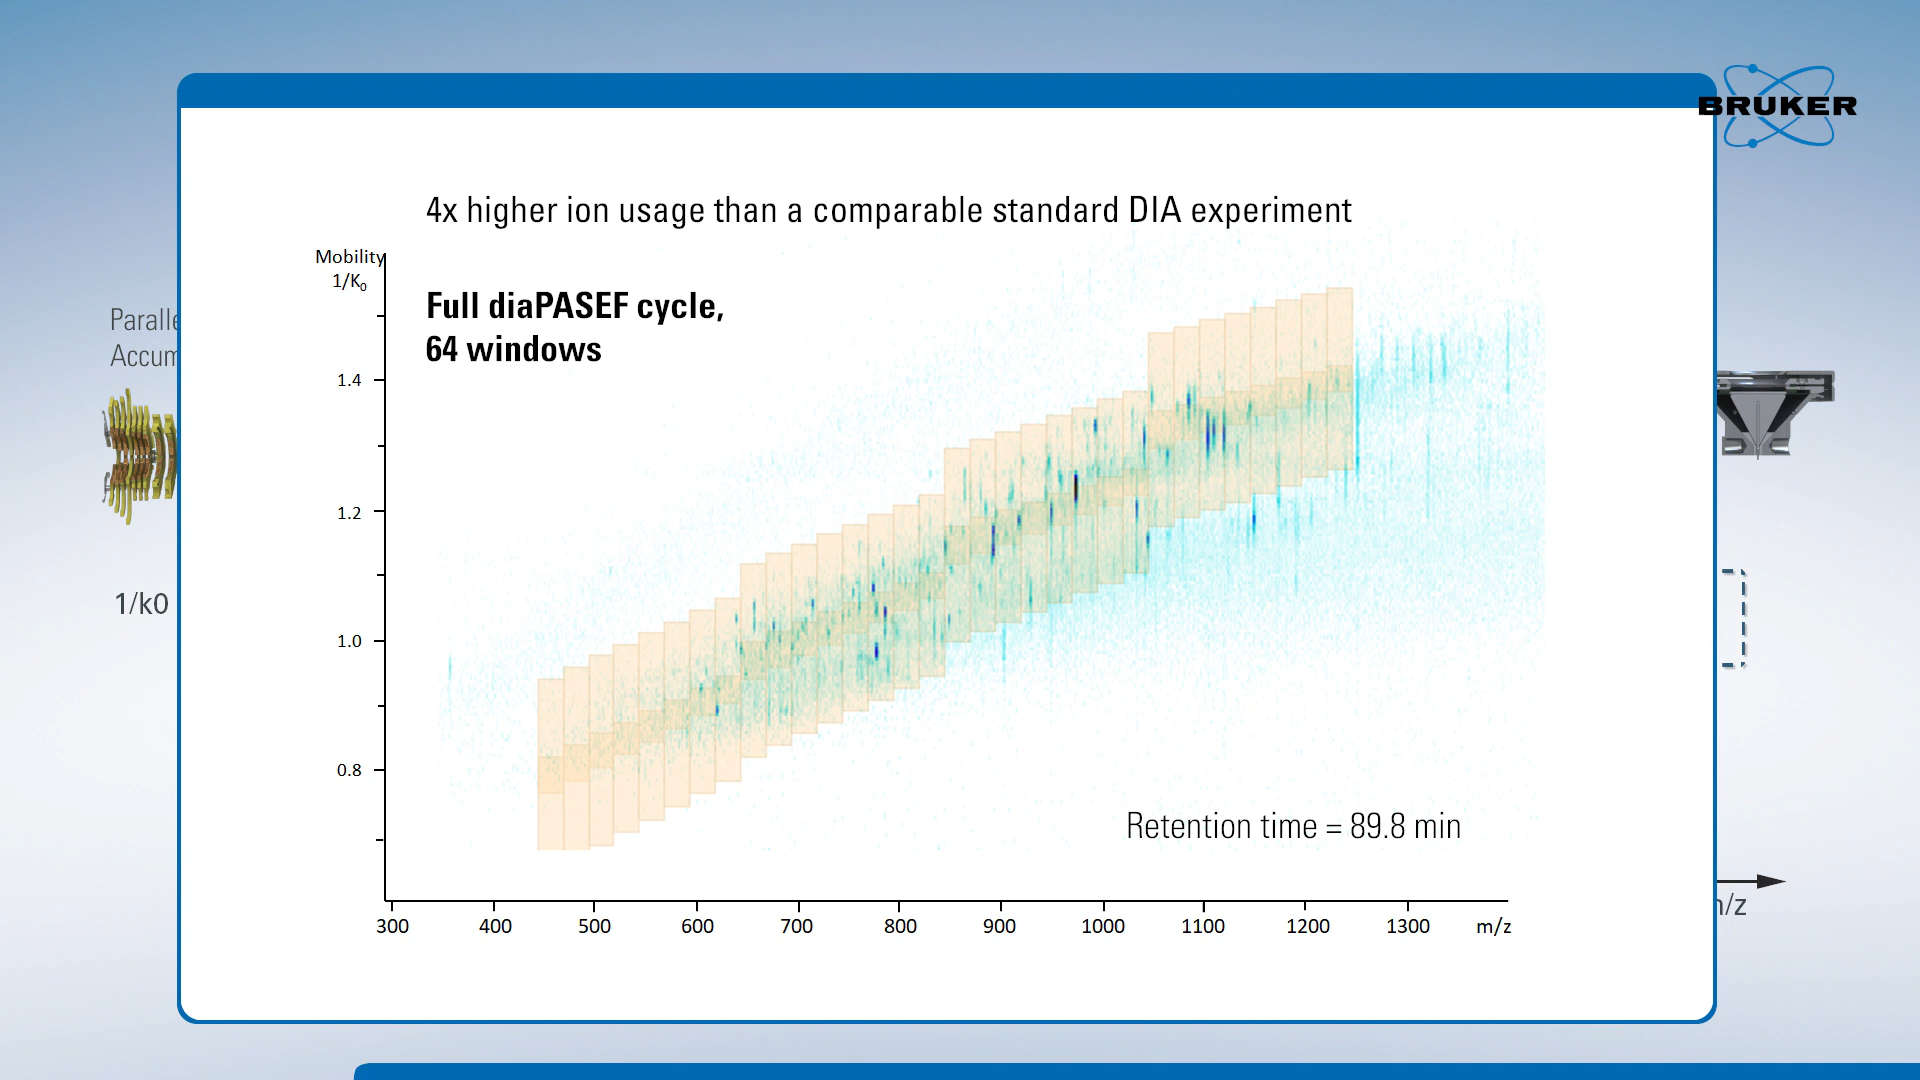 BRUKER
4x higher ion usage than a comparable standard DIA experiment
Mobility
1/K₀
Full diaPASEF cycle,
64 windows
1.4
1.2
1.0
0.8
Retention time = 89.8 min
300 400 500 600 700 800 900 1000 1100 1200 1300 m/z
1/k0